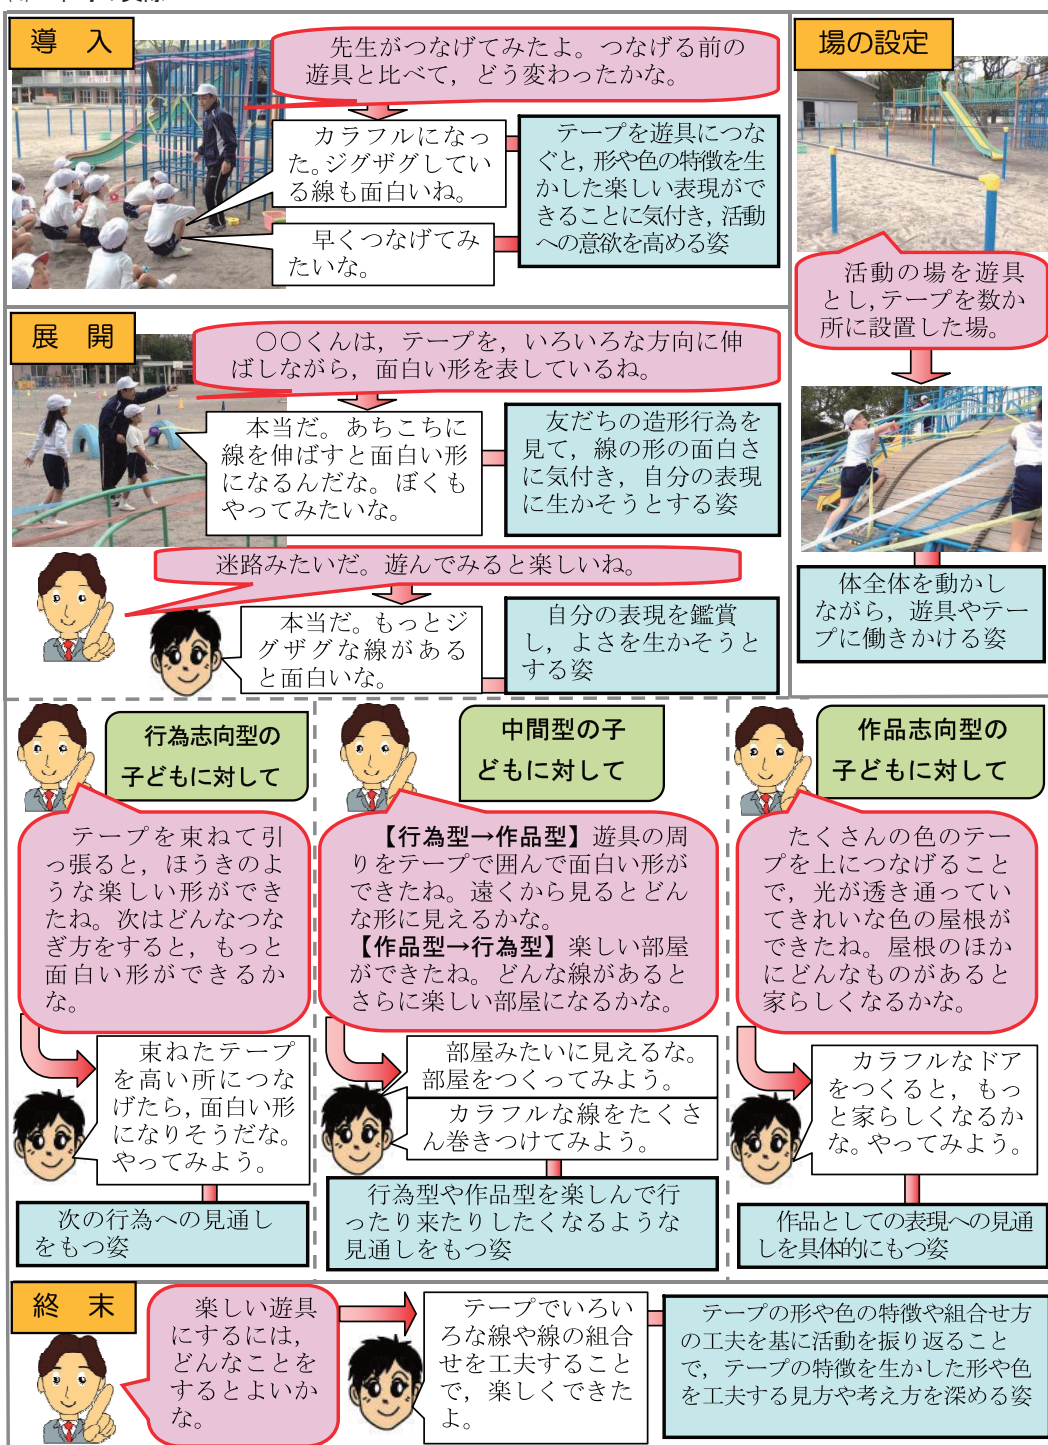 導　入
先生がつなげてみたよ。つなげる前の
遊具と比べて，どう変わったかな。
カラフルになっ
た。ジグザグしてい
る線も面白いね。
早くつなげてみ
たいな。
テープを遊具につな
ぐと，形や色の特徴を生
かした楽しい表現がで
きることに気付き，活動
への意欲を高める姿
場の設定
活動の場を遊具
とし，テープを数か
所に設置した場。
体全体を動かし
ながら，遊具やテー
プに働きかける姿
展　開
○○くんは，テープを，いろいろな方向に伸
ばしながら，面白い形を表しているね。
本当だ。あちこちに
線を伸ばすと面白い形
になるんだな。ぼくも
やってみたいな。
友だちの造形行為を
見て，線の形の面白さ
に気付き，自分の表現
に生かそうとする姿
迷路みたいだ。遊んでみると楽しいね。
本当だ。もっとジ
グザグな線がある
と面白いな。
自分の表現を鑑賞
し，よさを生かそうと
する姿
行為志向型の
子どもに対して
テープを束ねて引
っ張ると，ほうきのよ
うな楽しい形ができ
たね。次はどんなつな
ぎ方をすると，もっと
面白い形ができるか
な。
束ねたテープ
を高い所につな
げたら，面白い形
になりそうだな。
やってみよう。
次の行為への見通し
をもつ姿
中間型の子
どもに対して
【行為型→作品型】遊具の周
りをテープで囲んで面白い形が
できたね。遠くから見るとどん
な形に見えるかな。
【作品型→行為型】楽しい部屋
ができたね。どんな線があると
さらに楽しい部屋になるかな。
部屋みたいに見えるな。
部屋をつくってみよう。
カラフルな線をたくさ
ん巻きつけてみよう。
行為型や作品型を楽しんで行
ったり来たりしたくなるような
見通しをもつ姿
作品志向型の
子どもに対して
たくさんの色のテー
プを上につなげること
で，光が透き通ってい
てきれいな色の屋根が
できたね。屋根のほか
にどんなものがあると
家らしくなるかな。
カラフルなドア
をつくると，もっ
と家らしくなるか
な。やってみよう。
作品としての表現への見通
しを具体的にもつ姿
終　末
楽しい遊具
にするには，
どんなことを
するとよいか
な。
テープでいろい
ろな線や線の組合
せを工夫すること
で，楽しくできた
よ。
テープの形や色の特徴や組合せ方
の工夫を基に活動を振り返ること
で，テープの特徴を生かした形や色
を工夫する見方や考え方を深める姿